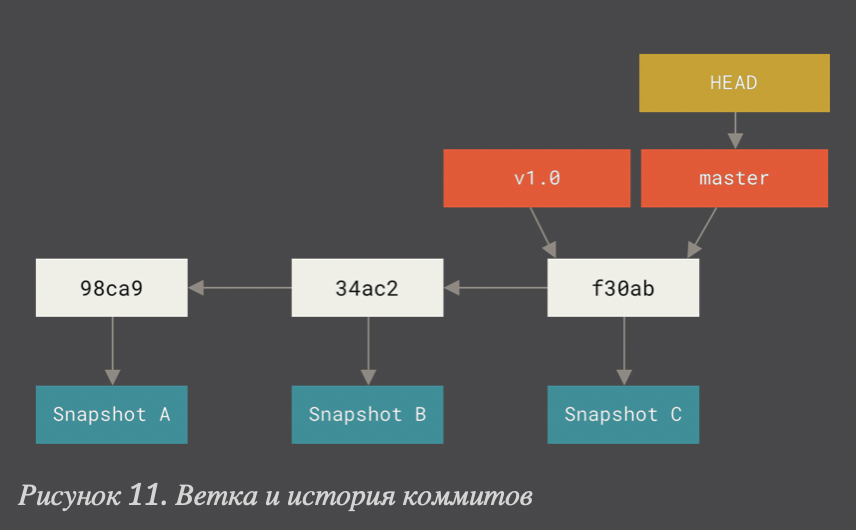 HEAD
v1.0 master
98ca9 34ac2 f30ab
Snapshot A Snapshot B Snapshot C
Рисунок 11. Ветка и история коммитов